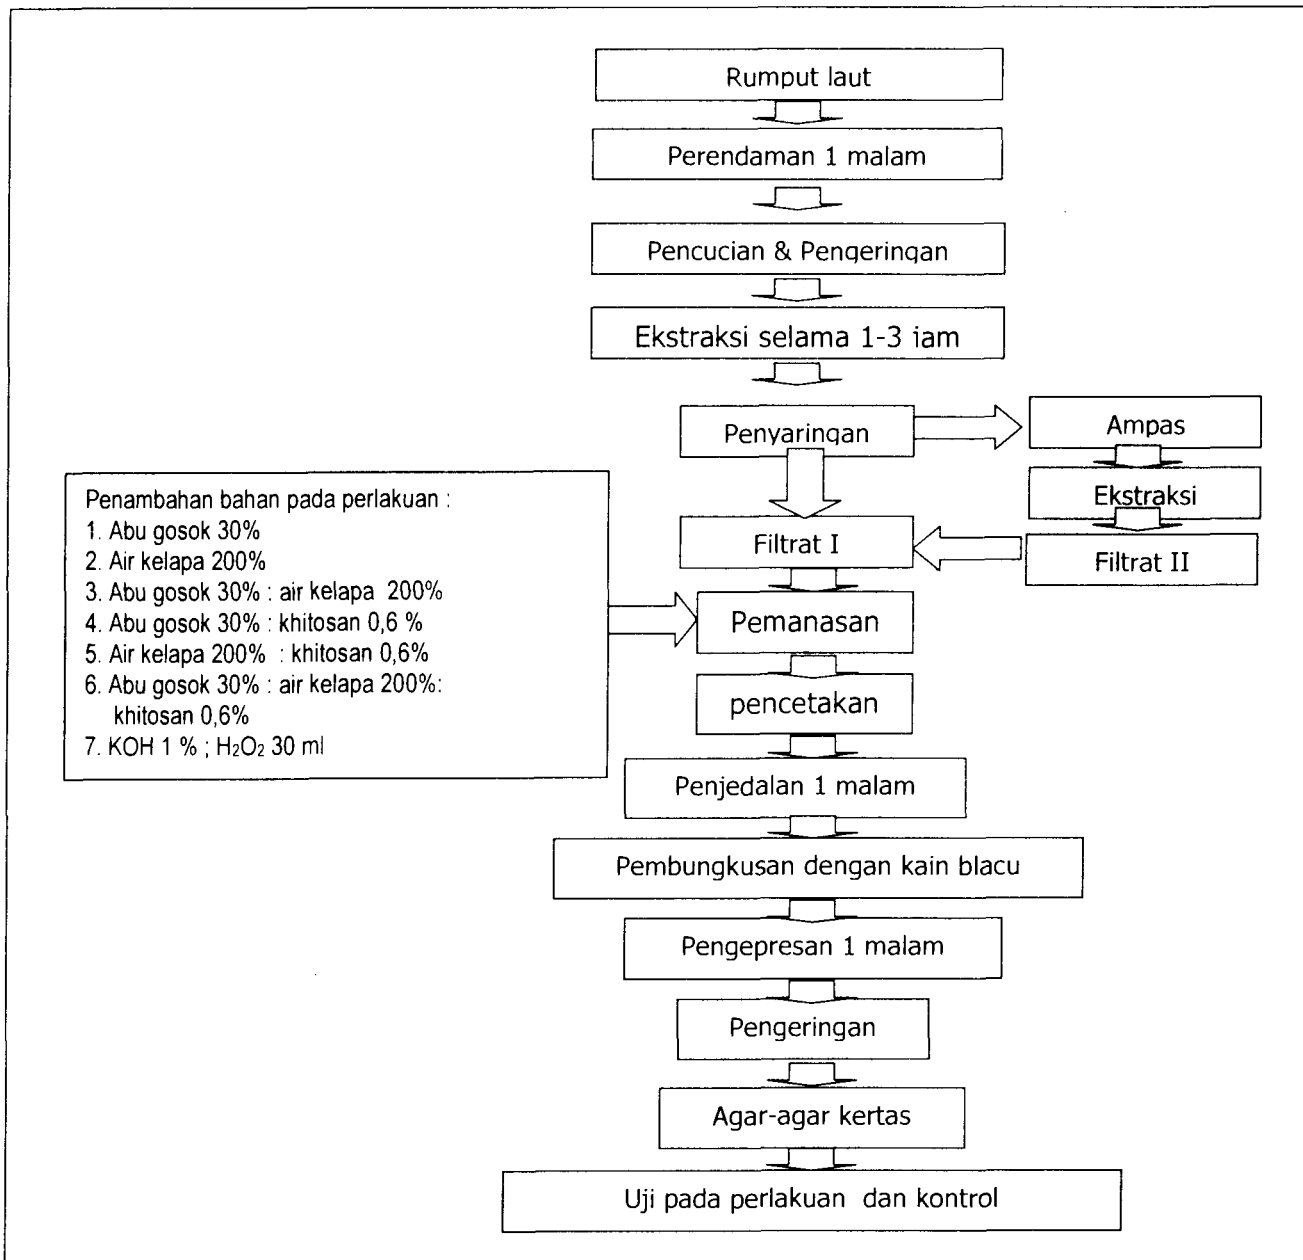 Rumput laut
Perendaman 1 malam
Pencucian & Pengeringan
Ekstraksi selama 1-3 jam
Penyaringan
Ampas
Ekstraksi
Filtrat I
Filtrat II
Penambahan bahan pada perlakuan :
1. Abu gosok 30%
2. Air kelapa 200%
3. Abu gosok 30% : air kelapa 200%
4. Abu gosok 30% : khitosan 0,6 %
5. Air kelapa 200% : khitosan 0,6%
6. Abu gosok 30% : air kelapa 200%:
khitosan 0,6%
7. KOH 1 % ; H₂O₂ 30 ml
Pemanasan
pencetakan
Penjedalan 1 malam
Pembungkusan dengan kain blacu
Pengepresan 1 malam
Pengeringan
Agar-agar kertas
Uji pada perlakuan dan kontrol